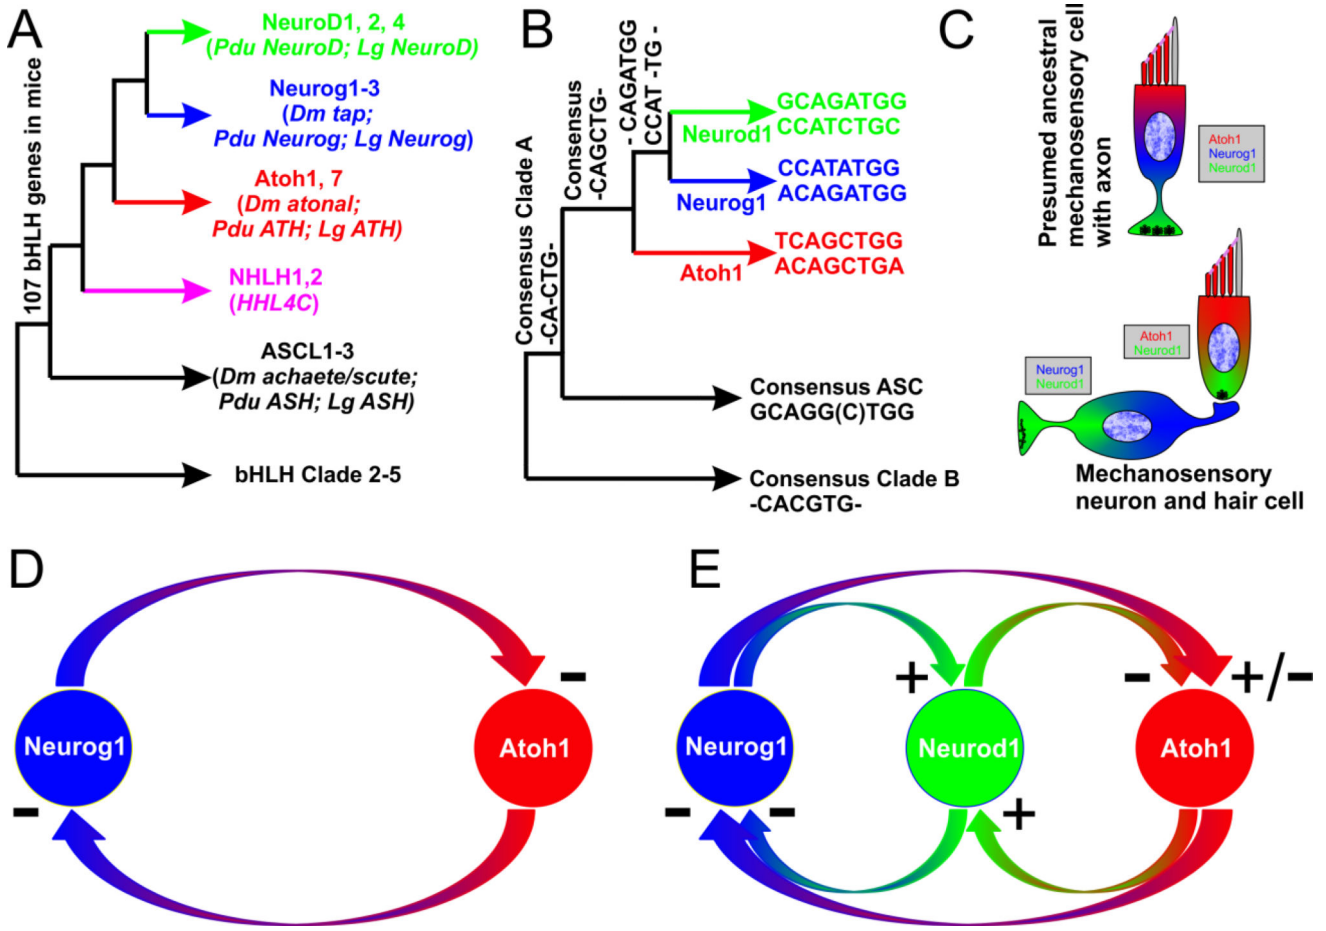 A
107 bHLH genes in mice
NeuroD1, 2, 4
(Pdu NeuroD; Lg NeuroD)
Neurog1-3
(Dm tap;
Pdu Neurog; Lg Neurog)
Atoh1, 7
(Dm atonal;
Pdu ATH; Lg ATH)
NHLH1,2
(HHL4C)
ASCL1-3
(Dm achaete/scute;
Pdu ASH; Lg ASH)
bHLH Clade 2-5
B
Consensus Clade A
-CA-CTG-
Consensus
-CAGCTG-
- CAGATGG
CCAT -TG -
Neurod1
GCAGATGG
CCATCTGC
Neurog1
CCATATGG
ACAGATGG
Atoh1
TCAGCTGG
ACAGCTGA
Consensus ASC
GCAGG(C)TGG
Consensus Clade B
-CACGTG-
C
Presumed ancestral
mechanosensory cell
with axon
Atoh1
Neurog1
Neurod1
Atoh1
Neurod1
Neurog1
Neurod1
Mechanosensory
neuron and hair cell
D
-
Neurog1
Atoh1
-
E
+
-
+/-
Neurog1
Neurod1
Atoh1
-
-
+